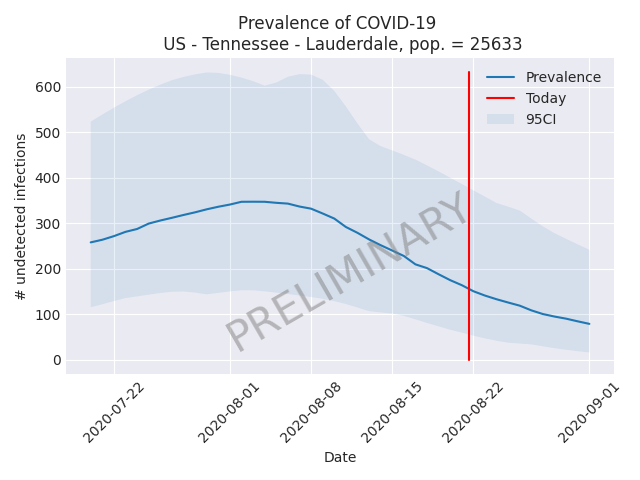 Prevalence of COVID-19
US - Tennessee - Lauderdale, pop. = 25633
Prevalence
Today
95CI
# undetected infections
600
500
400
300
200
100
0
PRELIMINARY
2020-07-22
2020-08-01
2020-08-08
2020-08-15
2020-08-22
2020-09-01
Date